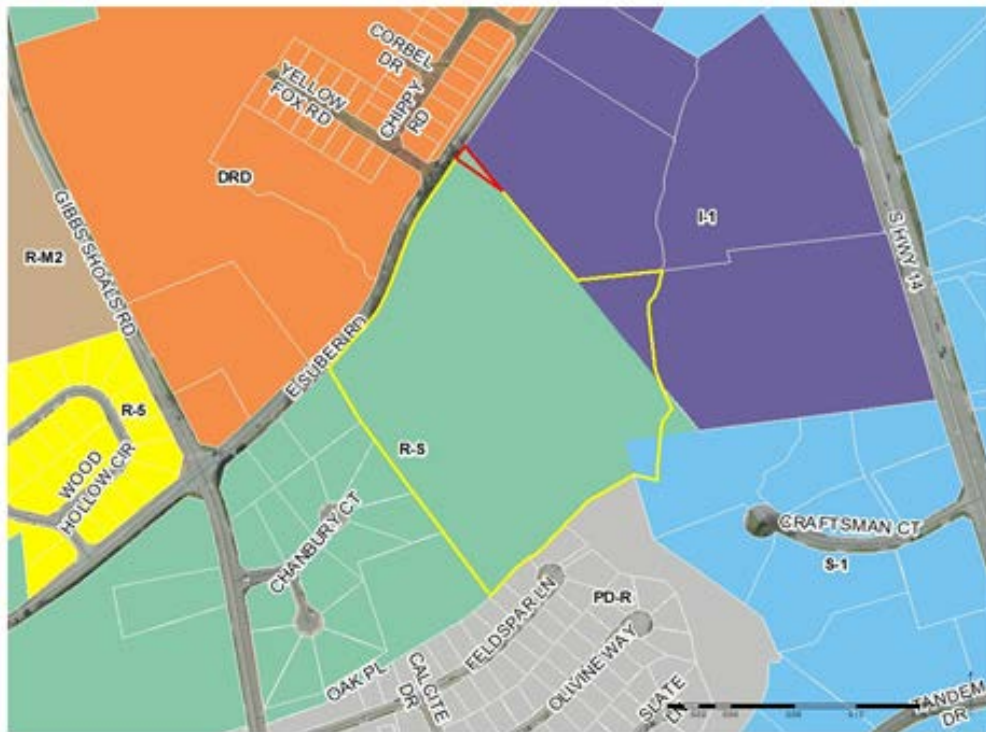 CORBEL
DR
YELLOW
FOX RD
CHIPPY
RD
DRD
GIBBS SHOALS RD
R-M2
I-1
S HWY 14
E SUBER RD
R-5
WOOD
HOLLOW CIR
R-S
CHANBURY CT
CRAFTSMAN CT
S-1
PD-R
FELDSPAR LN
OLIVINE WAY
OAK PL
CALCITE
DR
SLATE
LN
TANDEM
DR